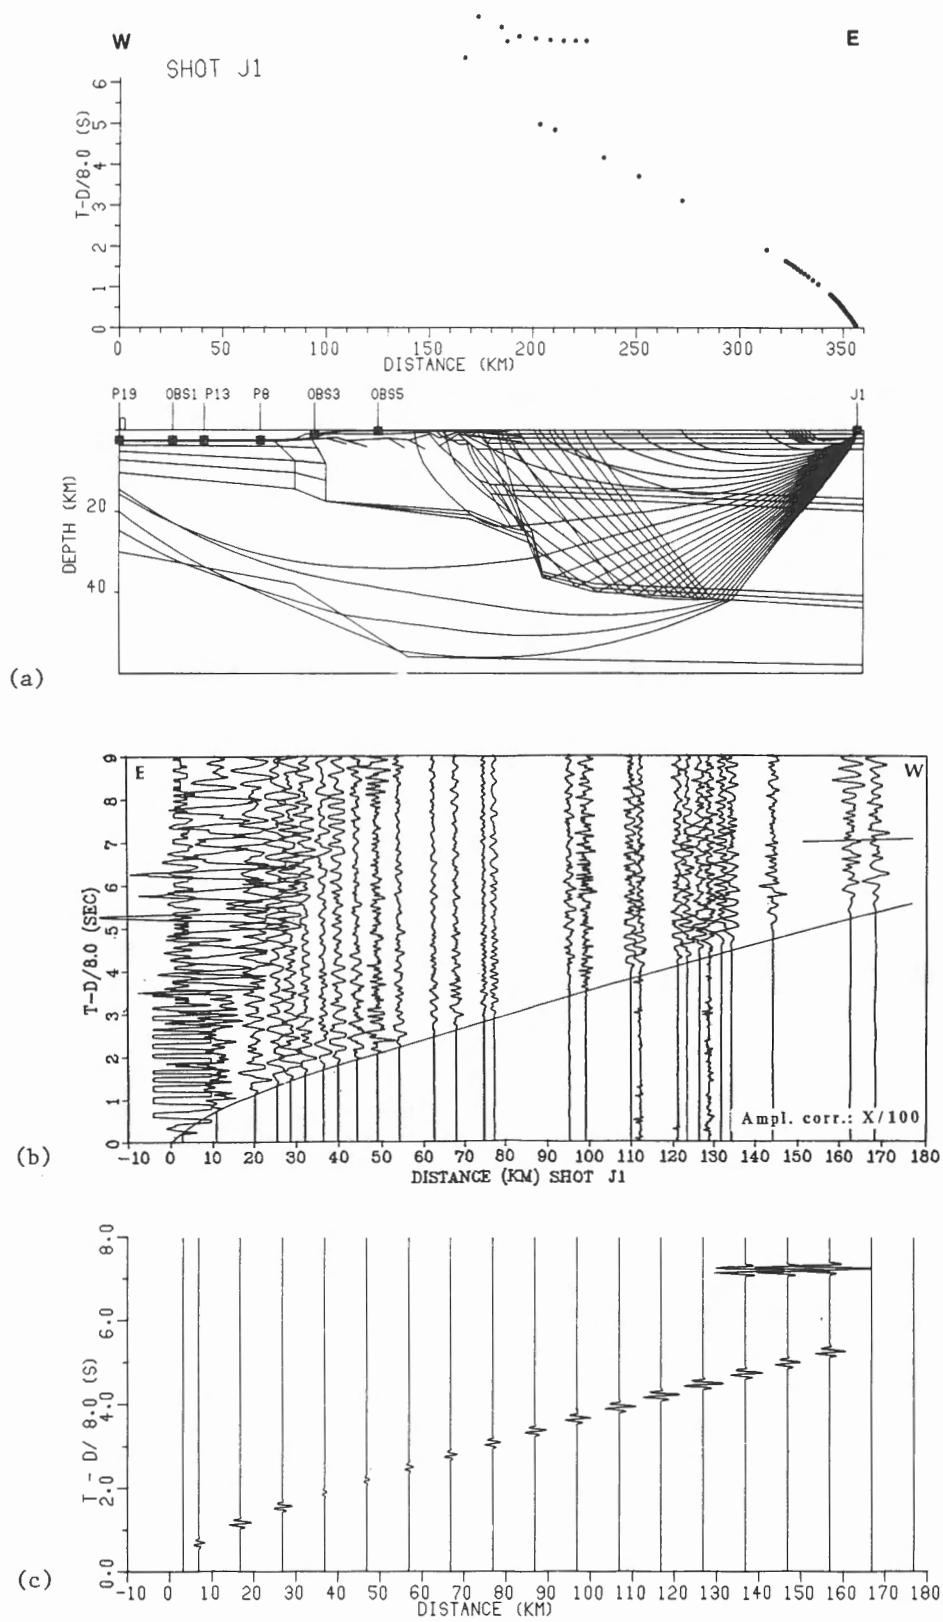 W
E
SHOT J1
T-D/8.0 (S)
6
5
4
3
2
1
0
0 50 100 150 200 250 300 350
DISTANCE (KM)
P19 OBS1 P13 P8 OBS3 OBS5 J1
0
20
40
DEPTH (KM)
(a)
E
W
T-D/8.0 (SEC)
9
8
7
6
5
4
3
2
1
0
Ampl. corr.: X/100
-10 0 10 20 30 40 50 60 70 80 90 100 110 120 130 140 150 160 170 180
DISTANCE (KM) SHOT J1
(b)
T - D/ 8.0 (S)
8.0
6.0
4.0
2.0
0.0
-10 0 10 20 30 40 50 60 70 80 90 100 110 120 130 140 150 160 170 180
DISTANCE (KM)
(c)